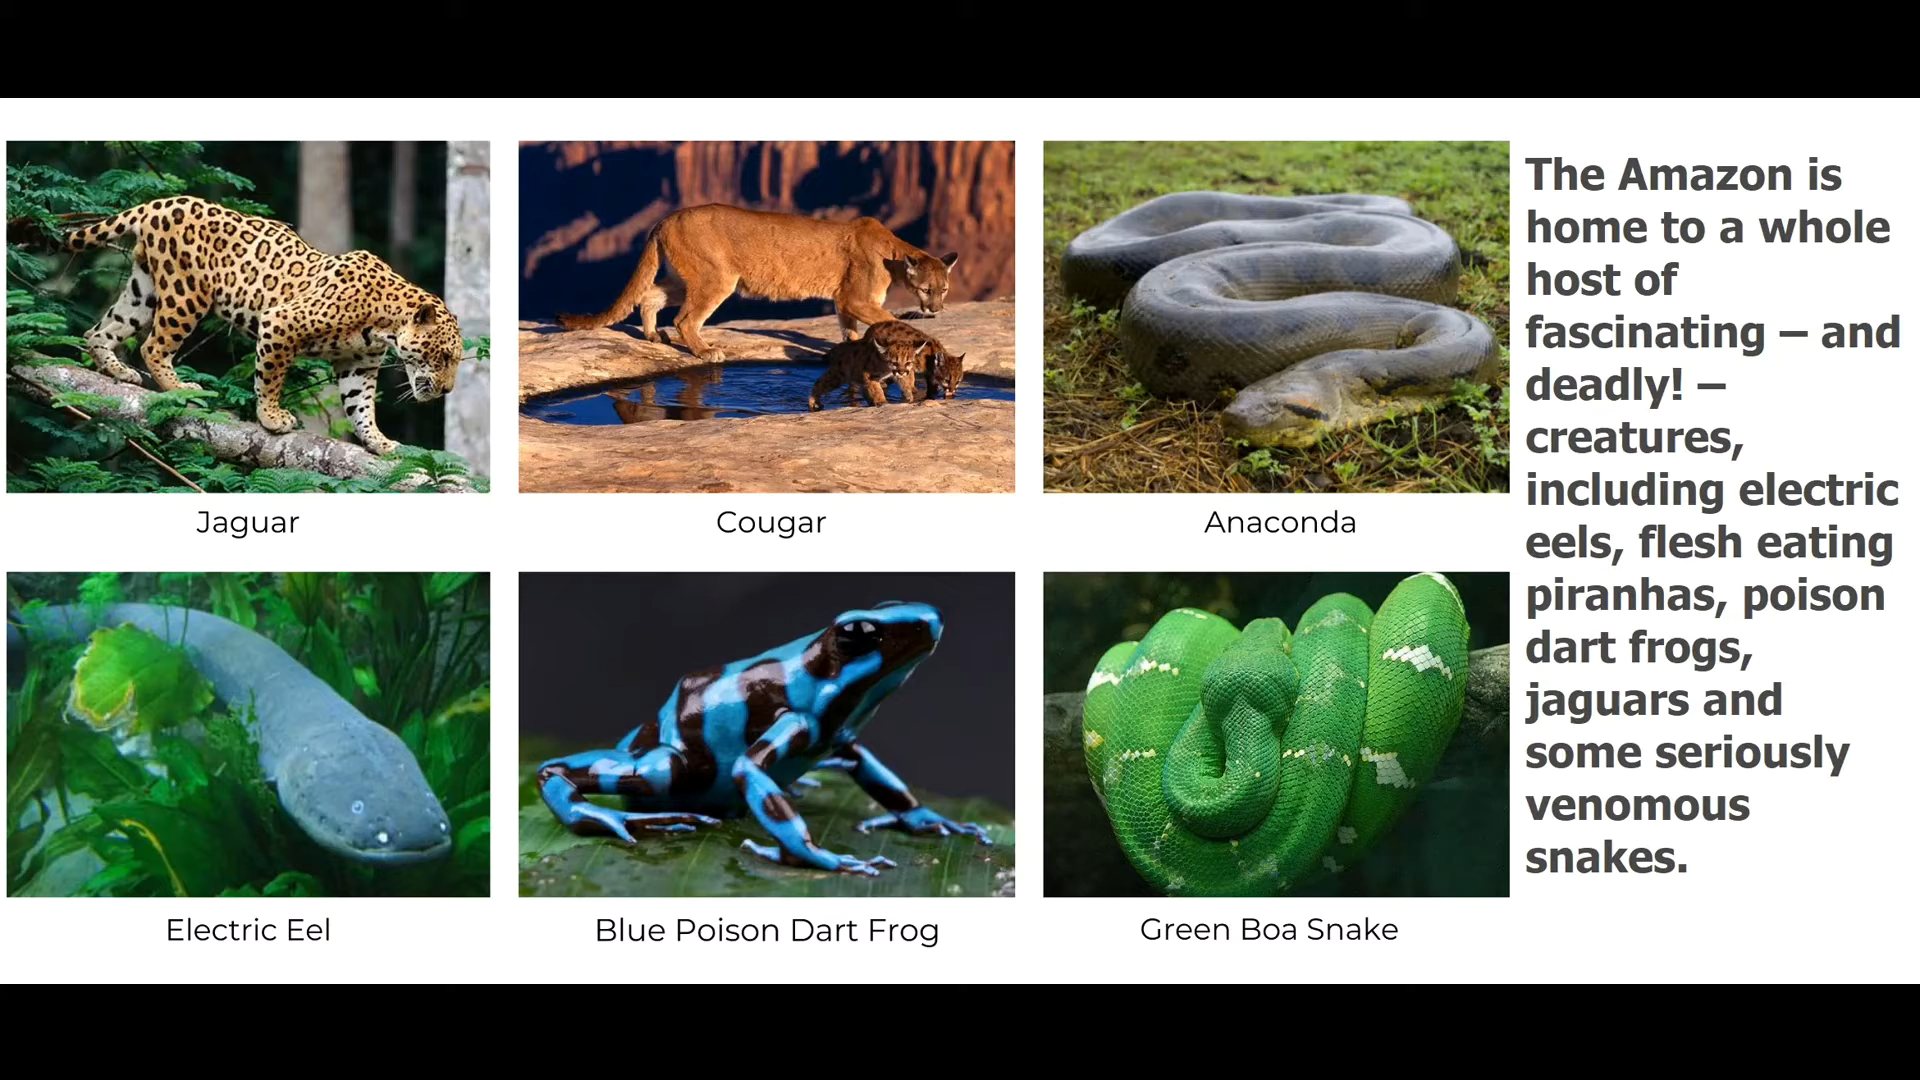 Jaguar
Cougar
Anaconda
Electric Eel
Blue Poison Dart Frog
Green Boa Snake
The Amazon is
home to a whole
host of
fascinating – and
deadly! –
creatures,
including electric
eels, flesh eating
piranhas, poison
dart frogs,
jaguars and
some seriously
venomous
snakes.